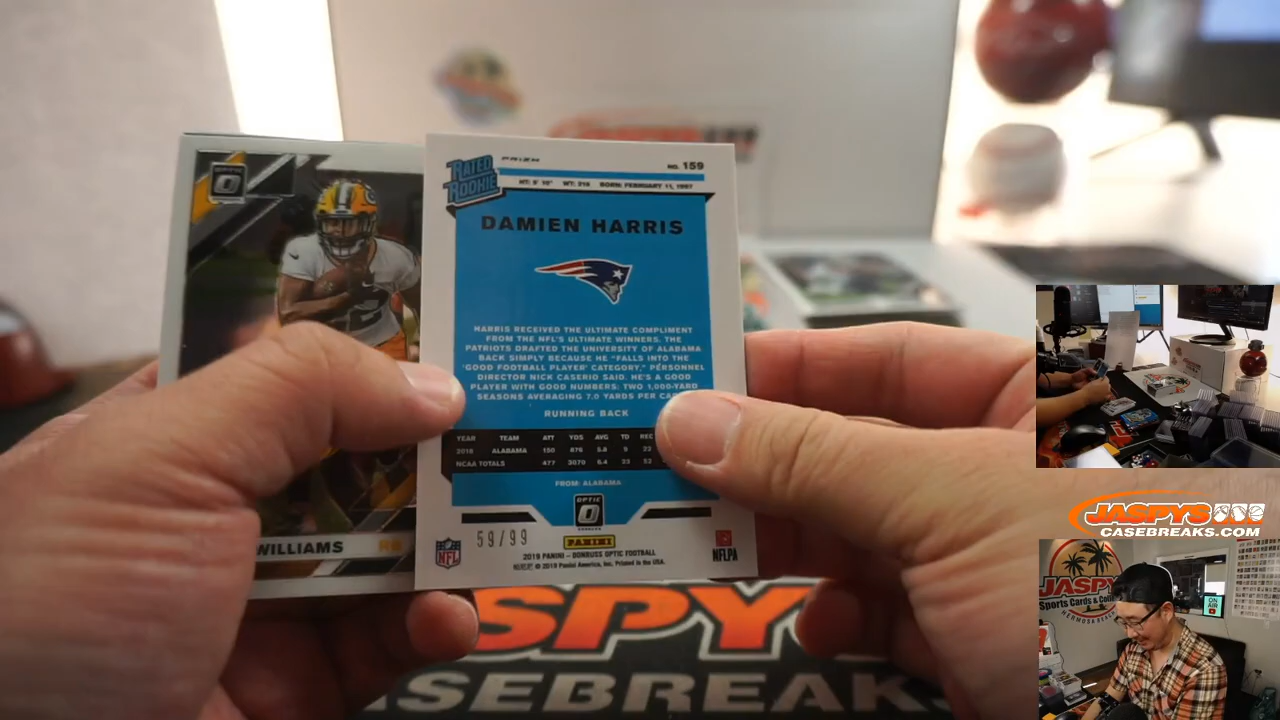 RATED ROOKIE
PRIZM
NO. 159
HT: 5' 10" WT: 216 BORN: FEBRUARY 11, 1997
DAMIEN HARRIS
HARRIS RECEIVED THE ULTIMATE COMPLIMENT
FROM THE NFL'S ULTIMATE WINNERS. THE
PATRIOTS DRAFTED THE UNIVERSITY OF ALABAMA
BACK SIMPLY BECAUSE HE "FALLS INTO THE
'GOOD FOOTBALL PLAYER' CATEGORY," PERSONNEL
DIRECTOR NICK CASERIO SAID. HE'S A GOOD
PLAYER WITH GOOD NUMBERS: TWO 1,000-YARD
SEASONS AVERAGING 7.0 YARDS PER
RUNNING BACK
YEAR TEAM ATT YDS AVG TD REC
2018 ALABAMA 150 876 5.8 9 22
NCAA TOTALS 477 3070 6.4 23 52
FROM: ALABAMA
OPTIC
59/99
PANINI
NFL
NFLPA
2019 PANINI – DONRUSS OPTIC FOOTBALL
© 2019 Panini America, Inc. Printed in the USA.
WILLIAMS RB
SPY
ASEBREAK
JASPYS
CASEBREAKS.COM
JASPY
Sports Cards &
HERMOSA
ON AIR